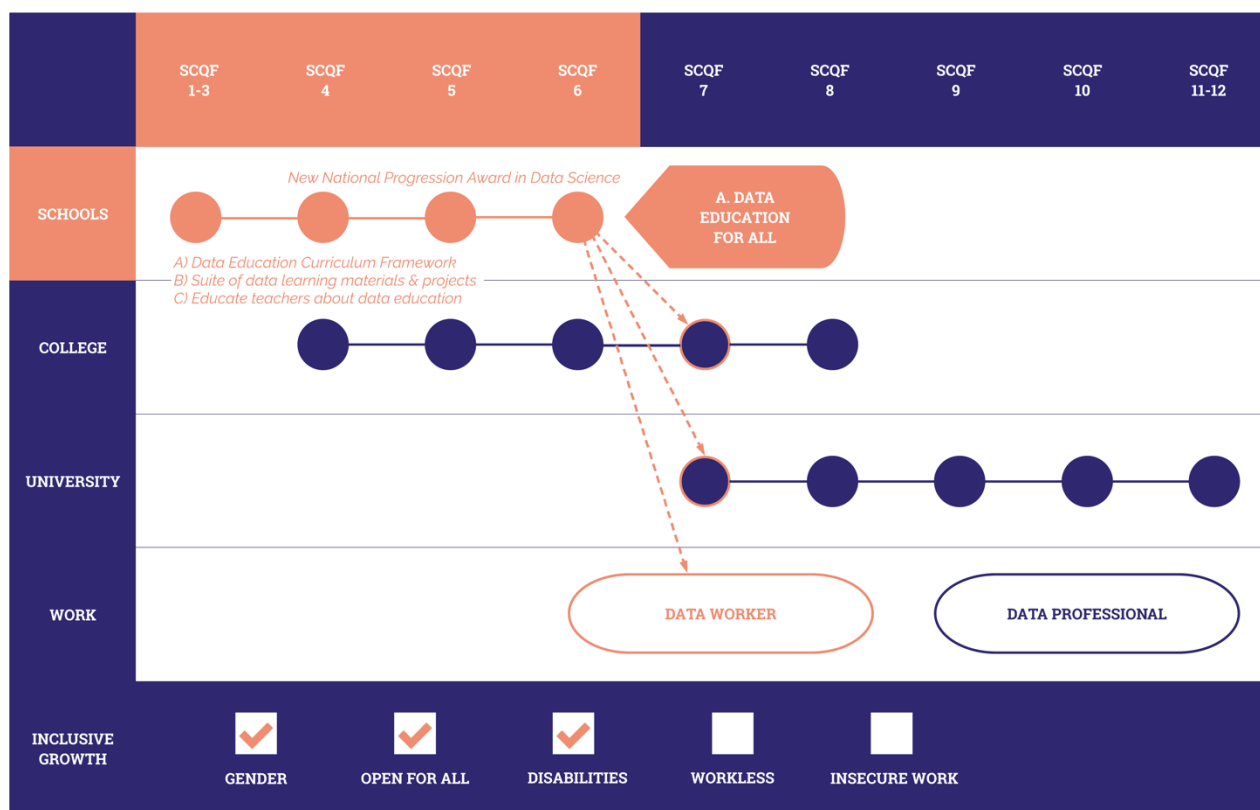 SCQF
1-3
SCQF
4
SCQF
5
SCQF
6
SCQF
7
SCQF
8
SCQF
9
SCQF
10
SCQF
11-12
SCHOOLS
New National Progression Award in Data Science
A. DATA
EDUCATION
FOR ALL
A) Data Education Curriculum Framework
B) Suite of data learning materials & projects
C) Educate teachers about data education
COLLEGE
UNIVERSITY
WORK
DATA WORKER
DATA PROFESSIONAL
INCLUSIVE
GROWTH
GENDER
OPEN FOR ALL
DISABILITIES
WORKLESS
INSECURE WORK